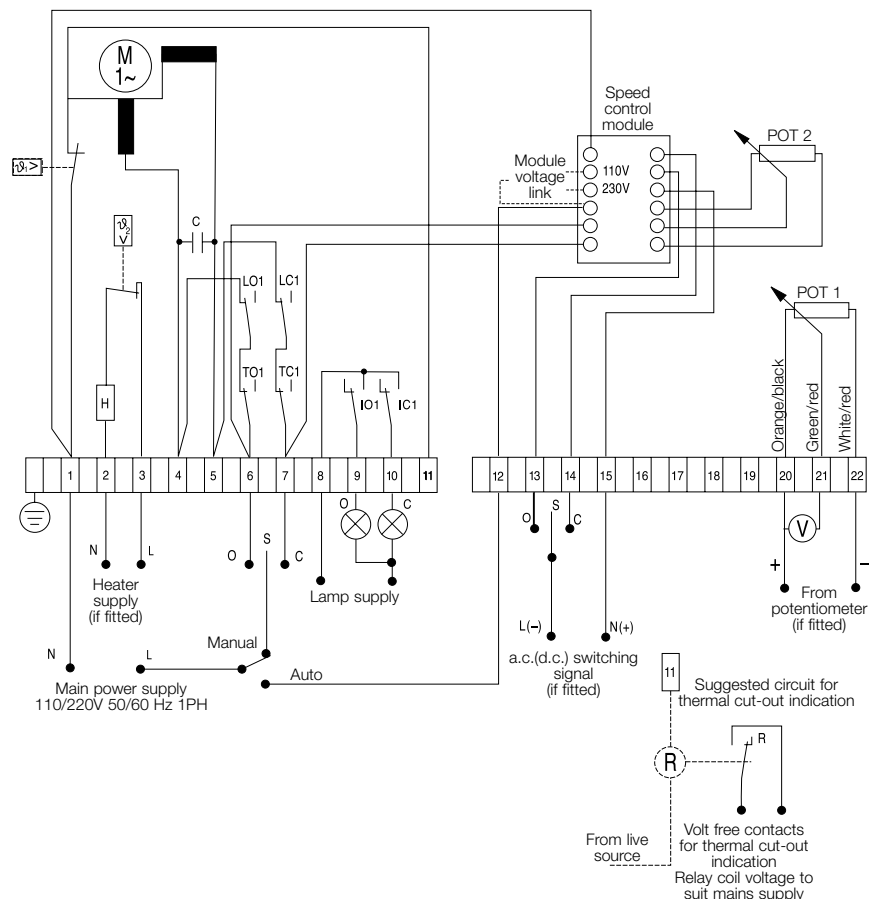 M
1~
Speed
control
module
POT 2
Module
voltage
link
110V
230V
ϑ₁>
ϑ₂
>
C
LO1
LC1
POT 1
TO1
TC1
H
IO1
IC1
Orange/black
Green/red
White/red
1 2 3 4 5 6 7 8 9 10 11
12 13 14 15 16 17 18 19 20 21 22
O
C
O
S
C
V
N
L
O
S
C
+
−
Heater
supply
(if fitted)
Lamp supply
From
potentiometer
(if fitted)
L(−)
N(+)
a.c.(d.c.) switching
signal
(if fitted)
Manual
N
L
Auto
Main power supply
110/220V 50/60 Hz 1PH
11
Suggested circuit for
thermal cut-out indication
R
R
From live
source
Volt free contacts
for thermal cut-out
indication
Relay coil voltage to
suit mains supply